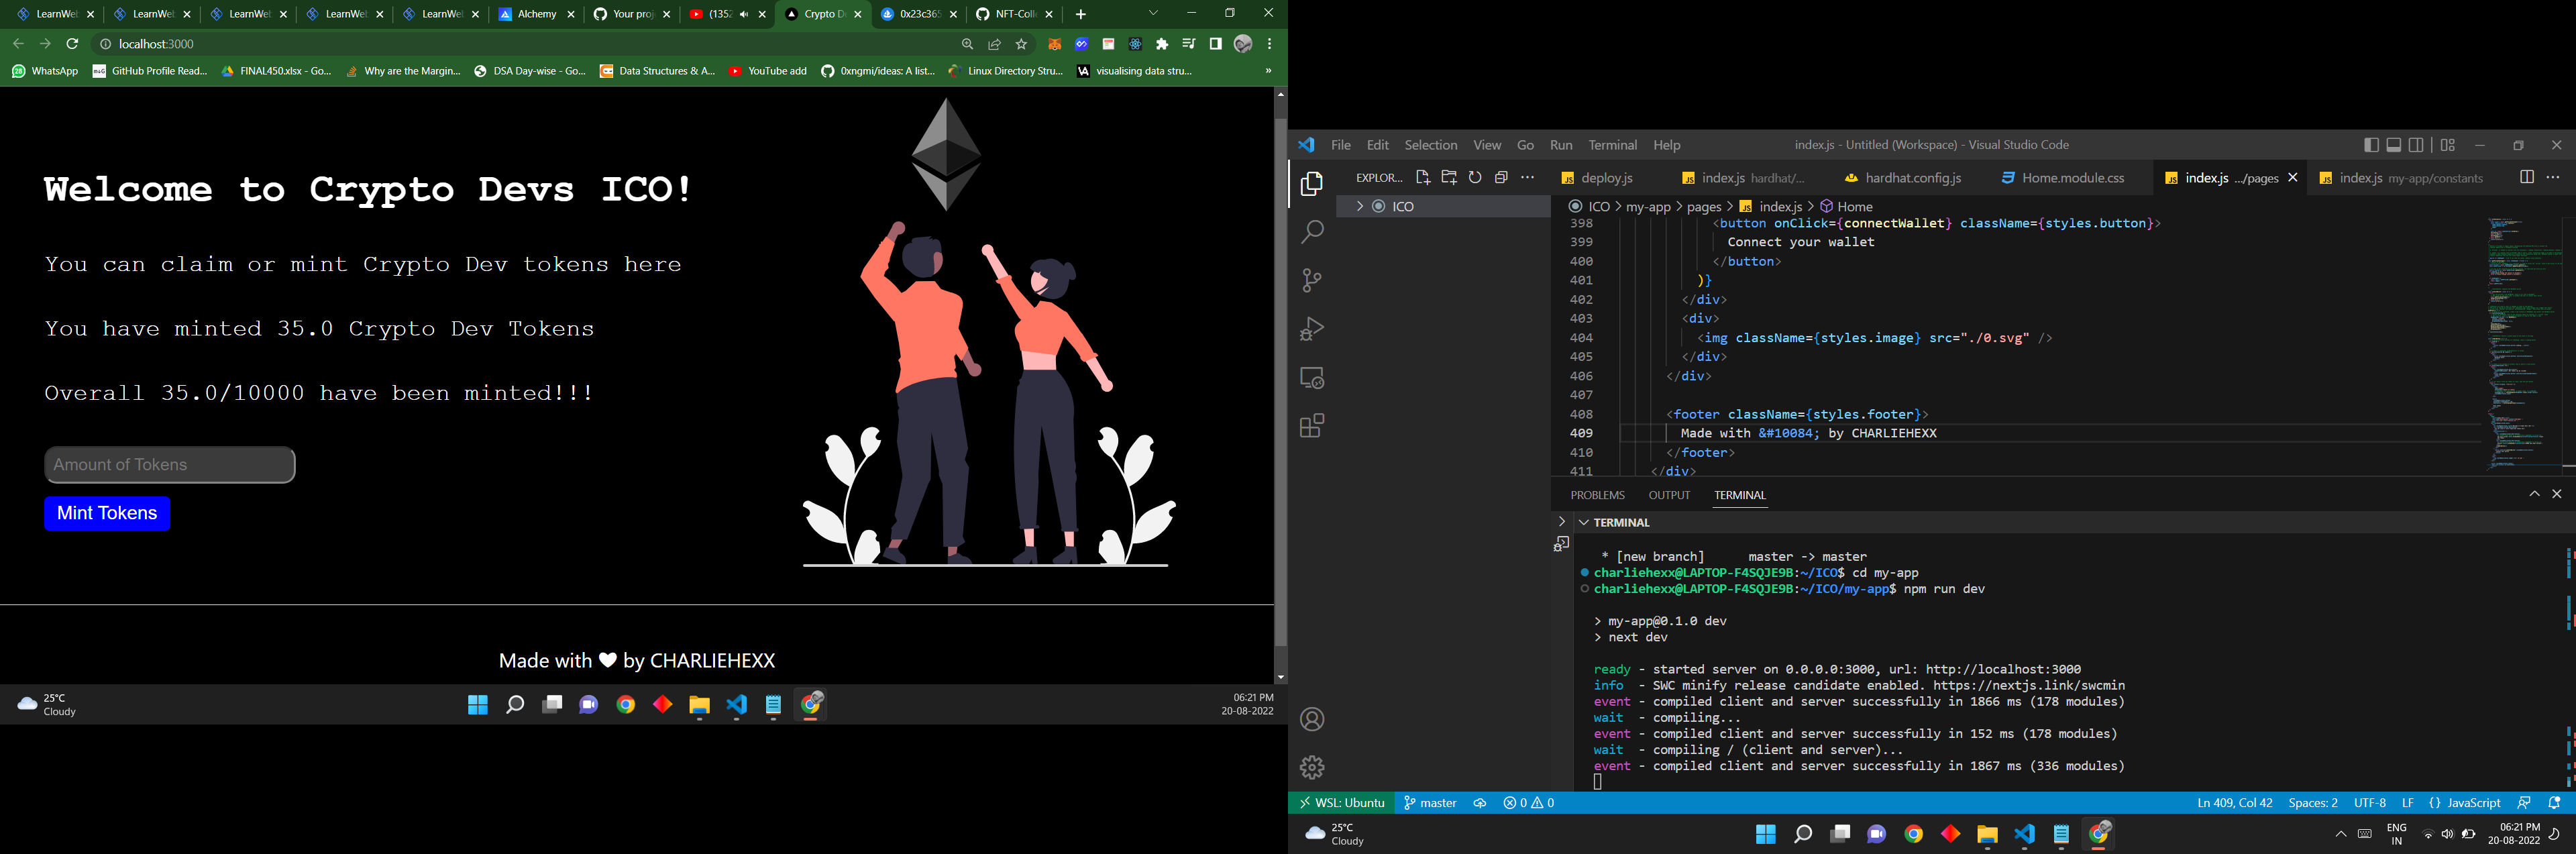 LearnWeb
LearnWeb
LearnWeb
LearnWeb
LearnWeb
Alchemy
Your proj
(1352
Crypto D
0x23c365
NFT-Colle
localhost:3000
WhatsApp
GitHub Profile Read...
FINAL450.xlsx - Go...
Why are the Margin...
DSA Day-wise - Go...
Data Structures & A...
YouTube add
0xngmi/ideas: A list...
Linux Directory Stru...
visualising data stru...
»
Welcome to Crypto Devs ICO!
You can claim or mint Crypto Dev tokens here
You have minted 35.0 Crypto Dev Tokens
Overall 35.0/10000 have been minted!!!
Amount of Tokens
Mint Tokens
Made with ❤ by CHARLIEHEXX
25°C
Cloudy
06:21 PM
20-08-2022
File Edit Selection View Go Run Terminal Help
index.js - Untitled (Workspace) - Visual Studio Code
EXPLOR...
deploy.js
index.js hardhat/...
hardhat.config.js
Home.module.css
index.js .../pages
index.js my-app/constants
ICO
ICO > my-app > pages > index.js > Home
398 <button onClick={connectWallet} className={styles.button}>
399 Connect your wallet
400 </button>
401 )}
402 </div>
403 <div>
404 <img className={styles.image} src="./0.svg" />
405 </div>
406 </div>
407
408 <footer className={styles.footer}>
409 Made with &#10084; by CHARLIEHEXX
410 </footer>
411 </div>
PROBLEMS OUTPUT TERMINAL
TERMINAL
* [new branch] master -> master
charliehexx@LAPTOP-F4SQJE9B:~/ICO$ cd my-app
charliehexx@LAPTOP-F4SQJE9B:~/ICO/my-app$ npm run dev
> my-app@0.1.0 dev
> next dev
ready - started server on 0.0.0.0:3000, url: http://localhost:3000
info - SWC minify release candidate enabled. https://nextjs.link/swcmin
event - compiled client and server successfully in 1866 ms (178 modules)
wait - compiling...
event - compiled client and server successfully in 152 ms (178 modules)
wait - compiling / (client and server)...
event - compiled client and server successfully in 1867 ms (336 modules)
WSL: Ubuntu master 0 0
Ln 409, Col 42 Spaces: 2 UTF-8 LF {} JavaScript
25°C
Cloudy
ENG
IN
06:21 PM
20-08-2022